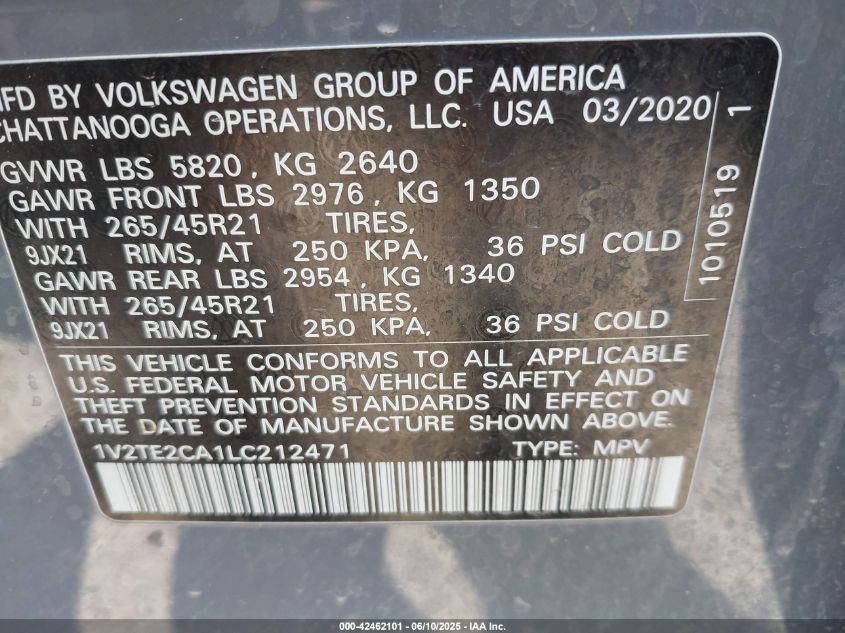 MFD BY VOLKSWAGEN GROUP OF AMERICA
CHATTANOOGA OPERATIONS, LLC. USA 03/2020
GVWR LBS 5820, KG 2640
GAWR FRONT LBS 2976, KG 1350
WITH 265/45R21 TIRES,
9JX21 RIMS, AT 250 KPA, 36 PSI COLD
GAWR REAR LBS 2954, KG 1340
WITH 265/45R21 TIRES,
9JX21 RIMS, AT 250 KPA, 36 PSI COLD
THIS VEHICLE CONFORMS TO ALL APPLICABLE
U.S. FEDERAL MOTOR VEHICLE SAFETY AND
THEFT PREVENTION STANDARDS IN EFFECT ON
THE DATE OF MANUFACTURE SHOWN ABOVE.
1V2TE2CA1LC212471 TYPE: MPV
1010519 1
000-42462101 - 06/10/2025 - IAA Inc.